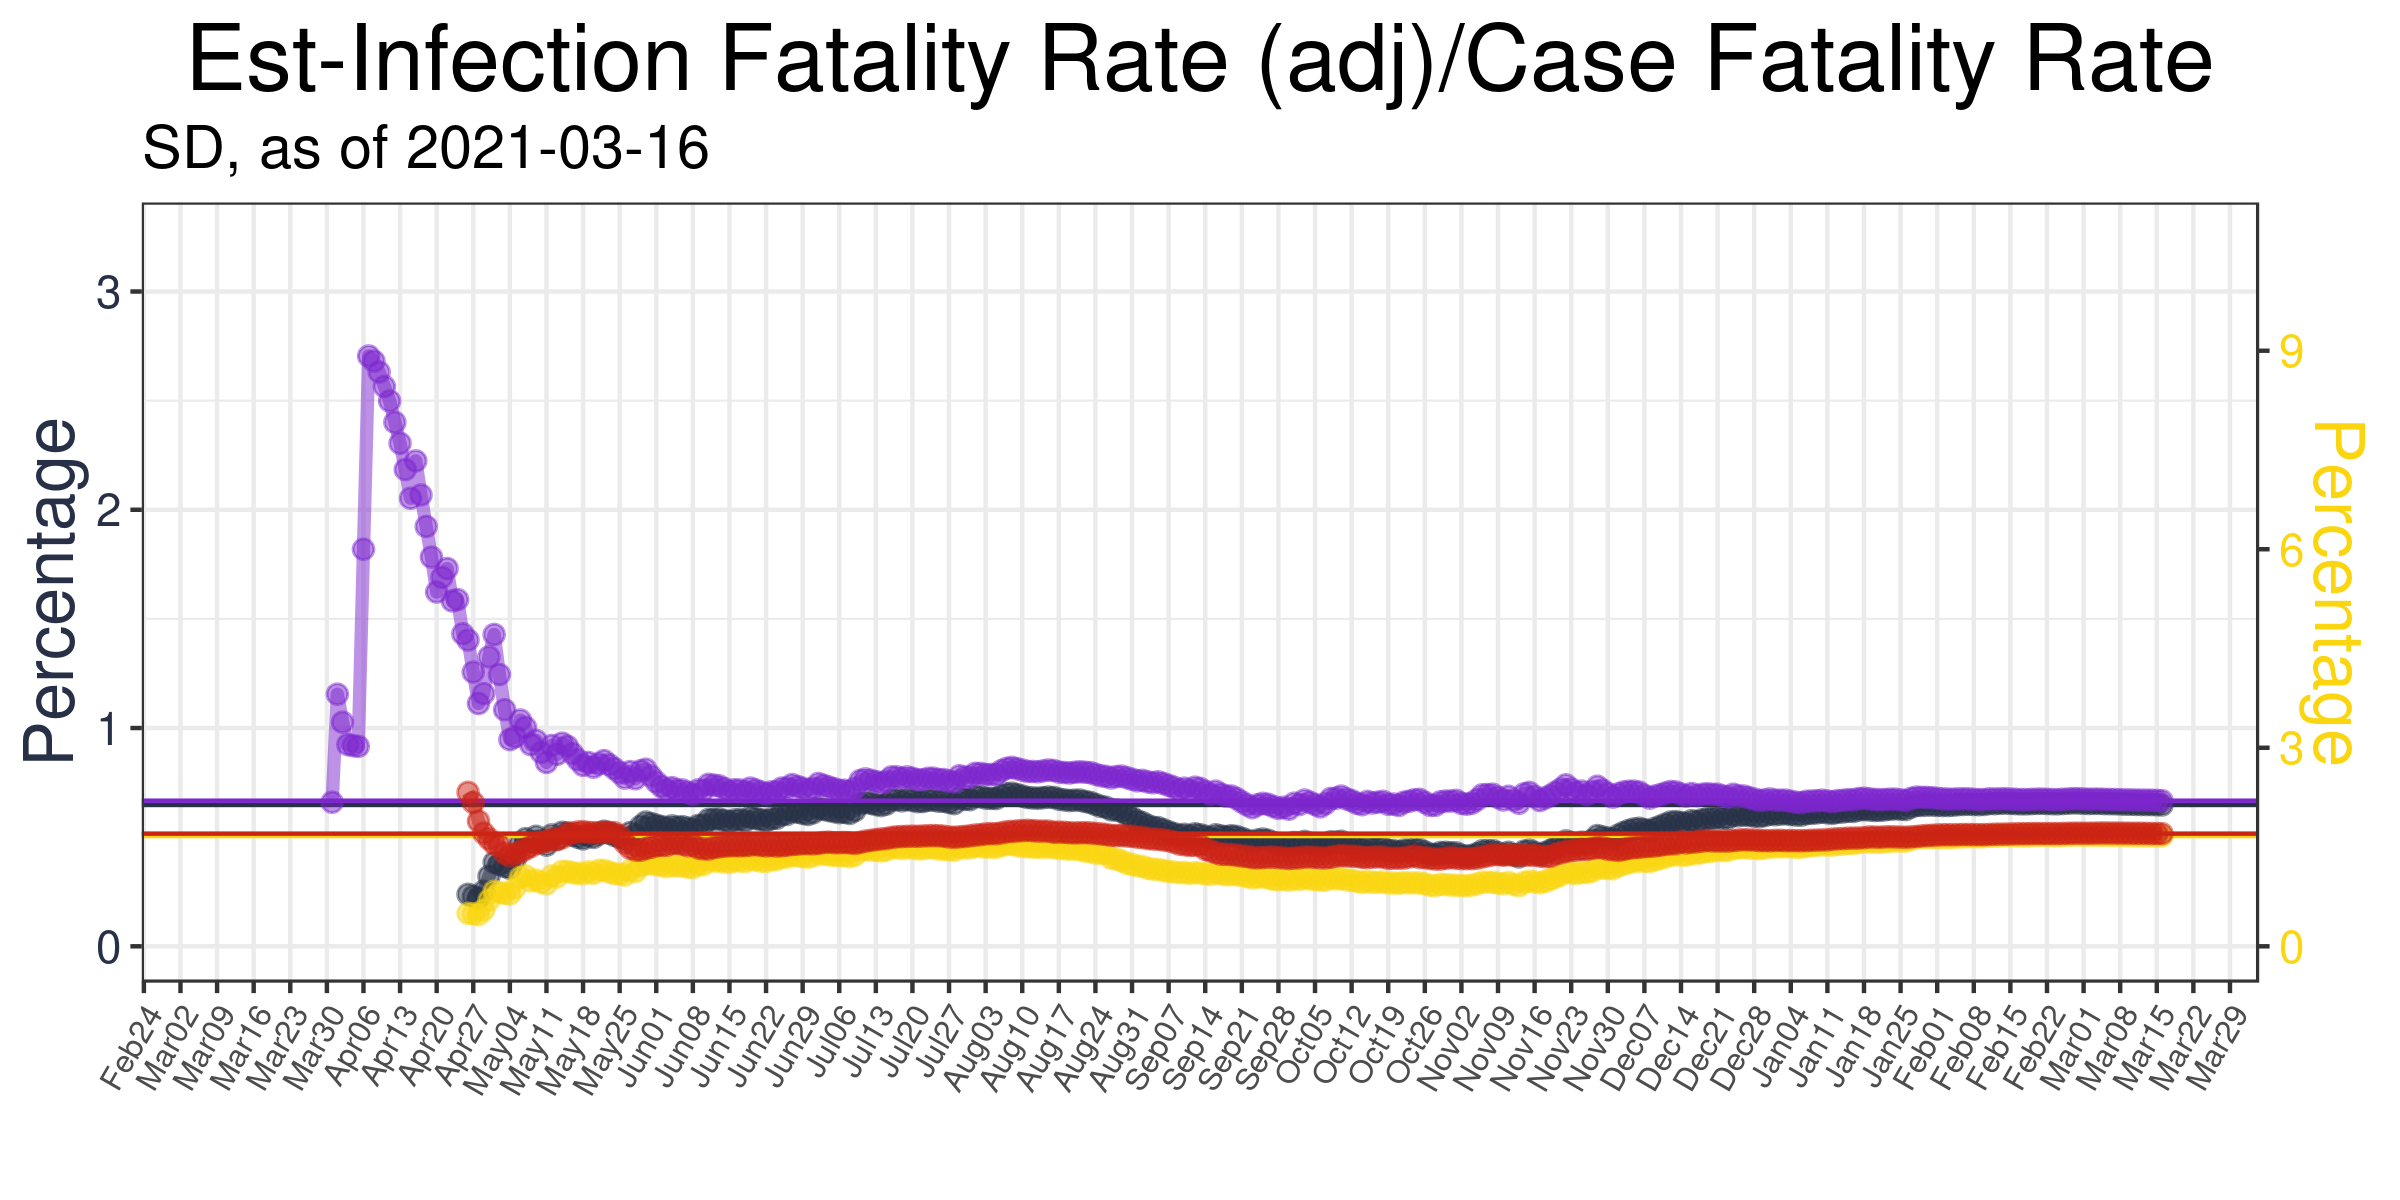 Est-Infection Fatality Rate (adj)/Case Fatality Rate
SD, as of 2021-03-16
Percentage
3
2
1
0
9
6
3
0
Percentage
Feb24
Mar02
Mar09
Mar16
Mar23
Mar30
Apr06
Apr13
Apr20
Apr27
May04
May11
May18
May25
Jun01
Jun08
Jun15
Jun22
Jun29
Jul06
Jul13
Jul20
Jul27
Aug03
Aug10
Aug17
Aug24
Aug31
Sep07
Sep14
Sep21
Sep28
Oct05
Oct12
Oct19
Oct26
Nov02
Nov09
Nov16
Nov23
Nov30
Dec07
Dec14
Dec21
Dec28
Jan04
Jan11
Jan18
Jan25
Feb01
Feb08
Feb15
Feb22
Mar01
Mar08
Mar15
Mar22
Mar29